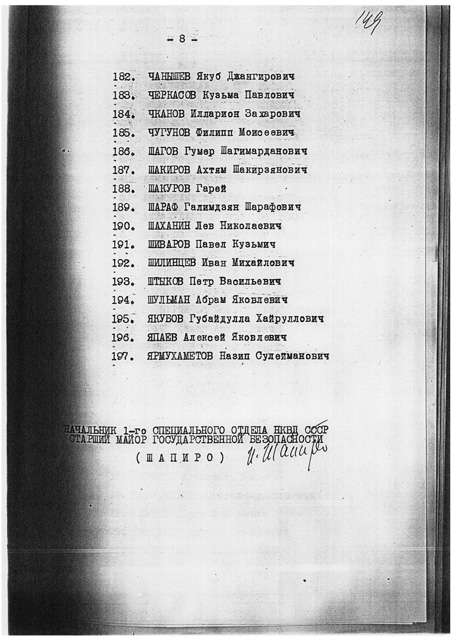 149
- 8 -
182. ЧАНЫШЕВ Якуб Джангирович
183. ЧЕРКАСОВ Кузьма Павлович
184. ЧКАНОВ Илларион Захарович
185. ЧУГУНОВ Филипп Моисеевич
186. ШАГОВ Гумер Шагимарданович
187. ШАКИРОВ Ахтям Шакирзянович
188. ШАКУРОВ Гарей
189. ШАРАФ Галимдзян Шарафович
190. ШАХАНИН Лев Николаевич
191. ШИВАРОВ Павел Кузьмич
192. ШИЛИНЦЕВ Иван Михайлович
193. ШТЫКОВ Петр Васильевич
194. ШУЛЬМАН Абрам Яковлевич
195. ЯКУБОВ Губайдулла Хайруллович
196. ЯПАЕВ Алексей Яковлевич
197. ЯРМУХАМЕТОВ Назип Сулейманович
НАЧАЛЬНИК 1-го СПЕЦИАЛЬНОГО ОТДЕЛА НКВД СССР
СТАРШИЙ МАЙОР ГОСУДАРСТВЕННОЙ БЕЗОПАСНОСТИ
( Ш А П И Р О ) И. Шапиро